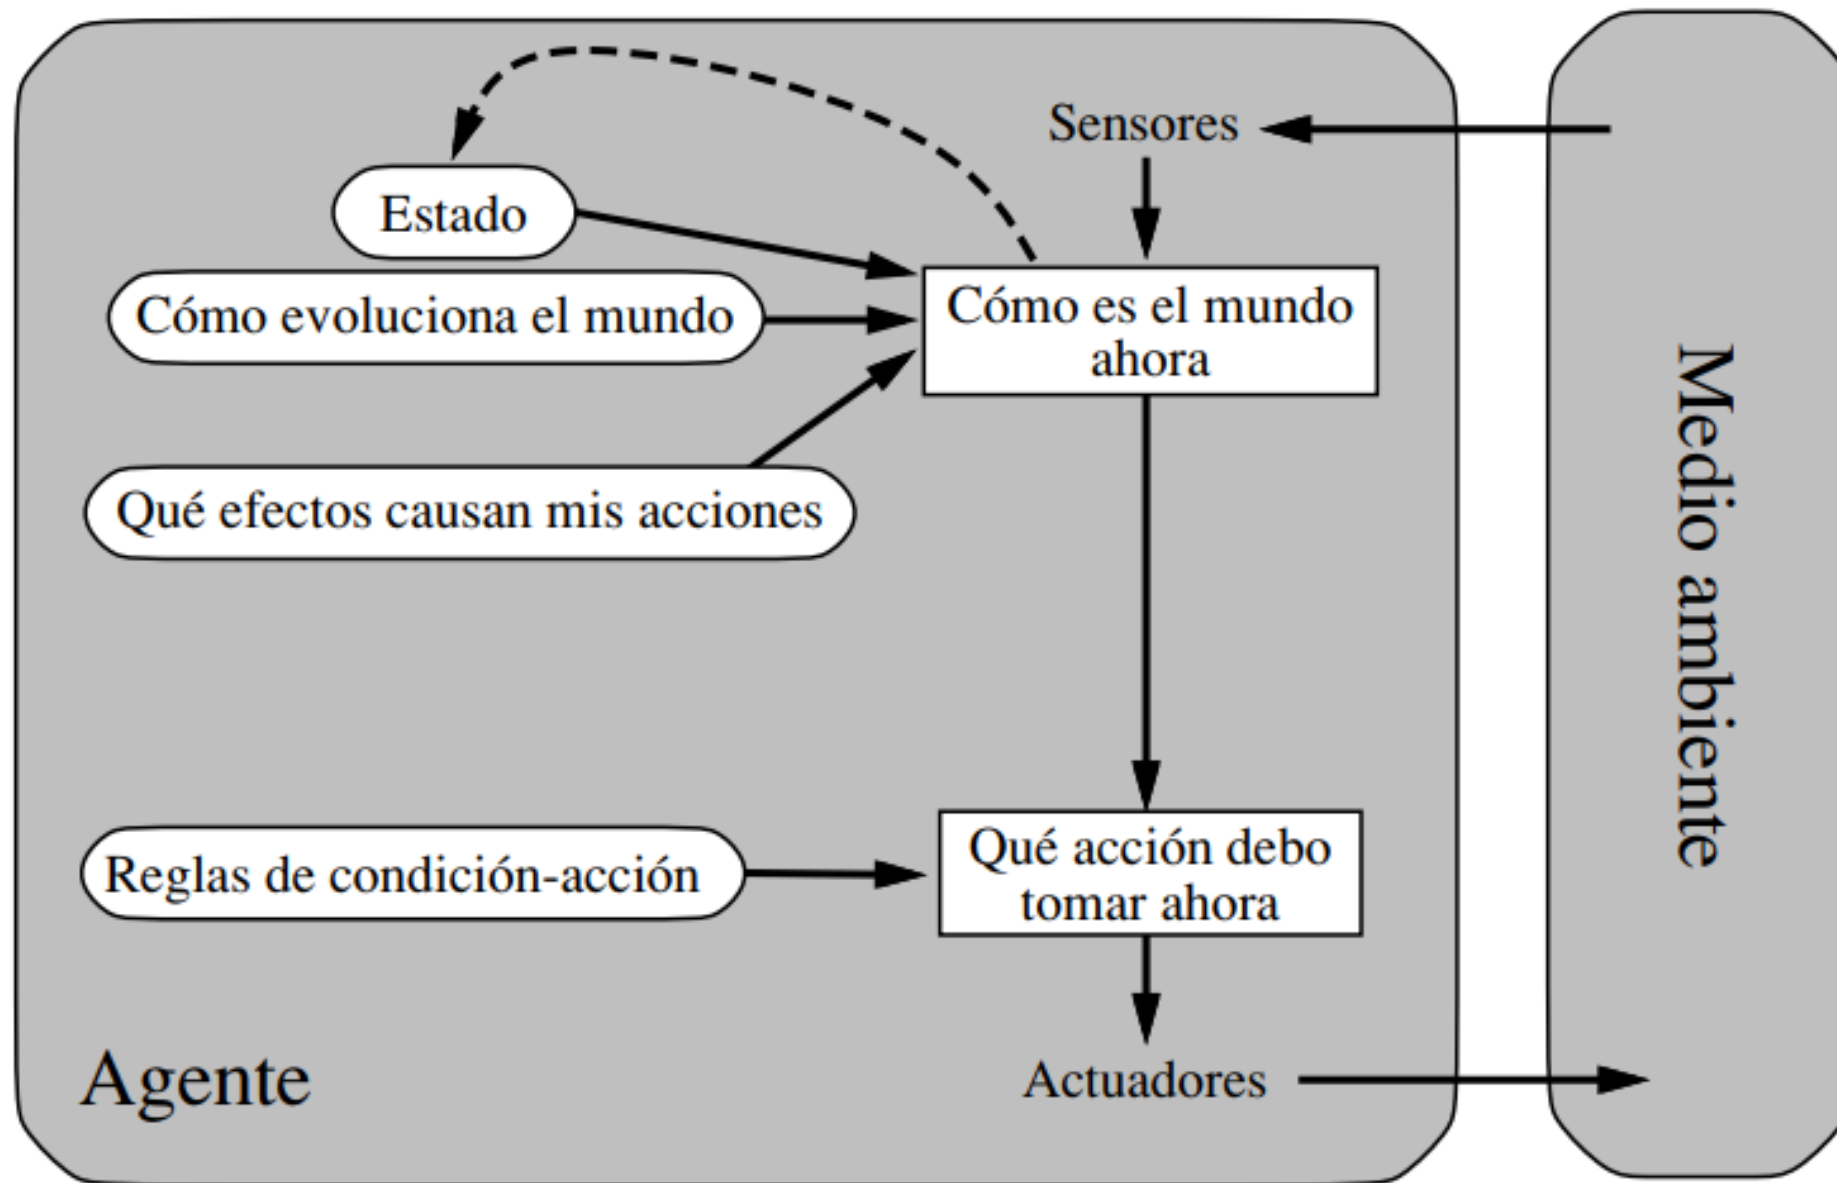 Sensores
Estado
Cómo evoluciona el mundo
Cómo es el mundo
ahora
Qué efectos causan mis acciones
Reglas de condición-acción
Qué acción debo
tomar ahora
Agente
Actuadores
Medio ambiente